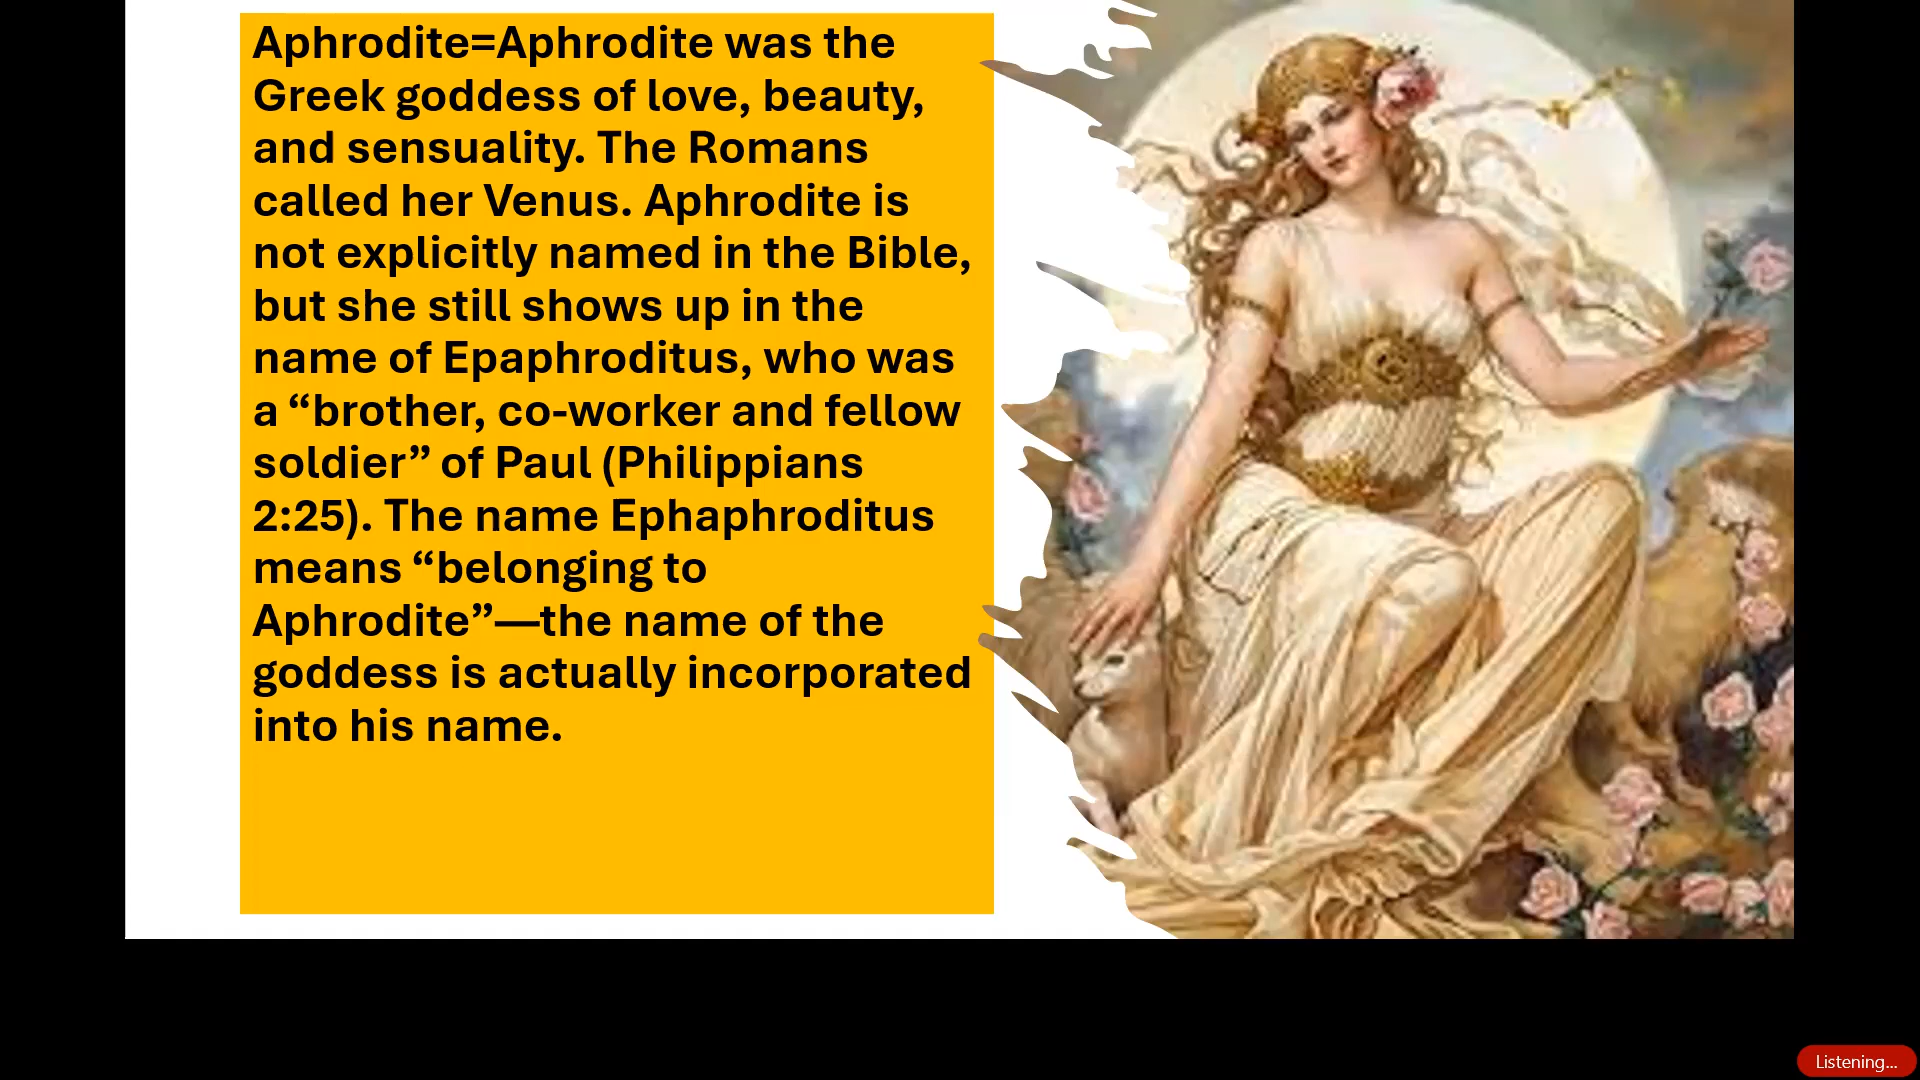 Aphrodite=Aphrodite was the
Greek goddess of love, beauty,
and sensuality. The Romans
called her Venus. Aphrodite is
not explicitly named in the Bible,
but she still shows up in the
name of Epaphroditus, who was
a “brother, co-worker and fellow
soldier” of Paul (Philippians
2:25). The name Ephaphroditus
means “belonging to
Aphrodite”—the name of the
goddess is actually incorporated
into his name.
Listening...